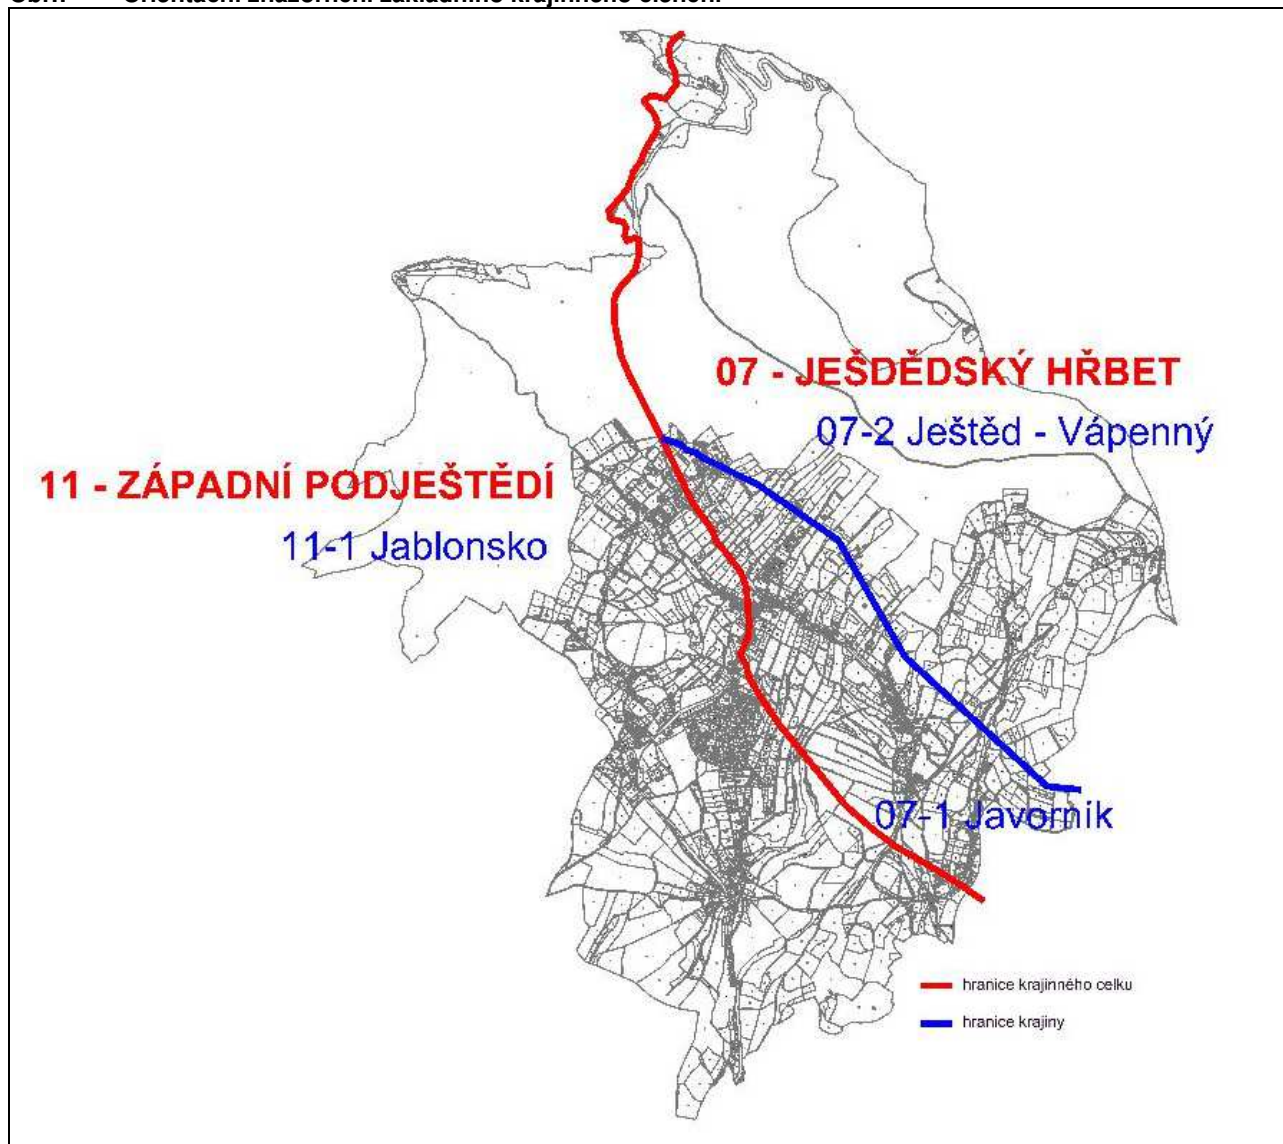 07 - JEŠDĚDSKÝ HŘBET
07-2 Ještěd - Vápenný
11 - ZÁPADNÍ PODJEŠTĚDÍ
11-1 Jablonsko
07-1 Javorník
hranice krajinného celku
hranice krajiny